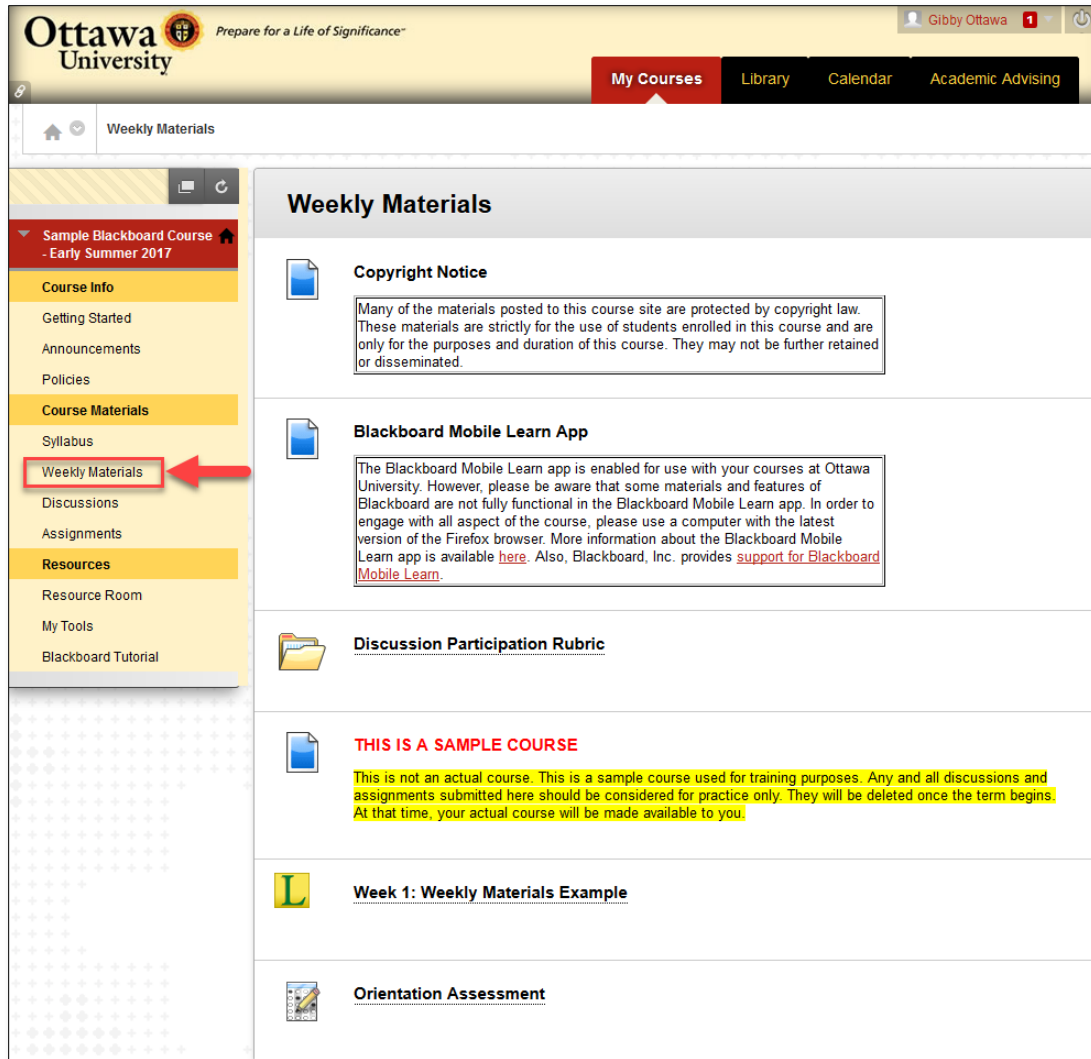 Ottawa
University
Prepare for a Life of Significance℠
Gibby Ottawa 1
My Courses Library Calendar Academic Advising
Weekly Materials
Sample Blackboard Course
- Early Summer 2017
Course Info
Getting Started
Announcements
Policies
Course Materials
Syllabus
Weekly Materials
Discussions
Assignments
Resources
Resource Room
My Tools
Blackboard Tutorial
Weekly Materials
Copyright Notice
Many of the materials posted to this course site are protected by copyright law.
These materials are strictly for the use of students enrolled in this course and are
only for the purposes and duration of this course. They may not be further retained
or disseminated.
Blackboard Mobile Learn App
The Blackboard Mobile Learn app is enabled for use with your courses at Ottawa
University. However, please be aware that some materials and features of
Blackboard are not fully functional in the Blackboard Mobile Learn app. In order to
engage with all aspect of the course, please use a computer with the latest
version of the Firefox browser. More information about the Blackboard Mobile
Learn app is available here. Also, Blackboard, Inc. provides support for Blackboard
Mobile Learn.
Discussion Participation Rubric
THIS IS A SAMPLE COURSE
This is not an actual course. This is a sample course used for training purposes. Any and all discussions and
assignments submitted here should be considered for practice only. They will be deleted once the term begins.
At that time, your actual course will be made available to you.
L
Week 1: Weekly Materials Example
Orientation Assessment